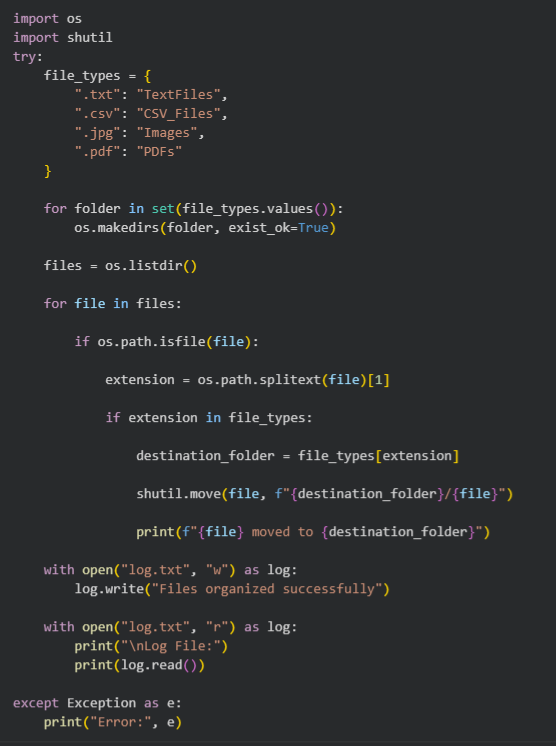 import os
import shutil
try:
    file_types = {
        ".txt": "TextFiles",
        ".csv": "CSV_Files",
        ".jpg": "Images",
        ".pdf": "PDFs"
    }
    for folder in set(file_types.values()):
        os.makedirs(folder, exist_ok=True)
    files = os.listdir()
    for file in files:
        if os.path.isfile(file):
            extension = os.path.splitext(file)[1]
            if extension in file_types:
                destination_folder = file_types[extension]
                shutil.move(file, f"{destination_folder}/{file}")
                print(f"{file} moved to {destination_folder}")
    with open("log.txt", "w") as log:
        log.write("Files organized successfully")
    with open("log.txt", "r") as log:
        print("\nLog File:")
        print(log.read())
except Exception as e:
    print("Error:", e)